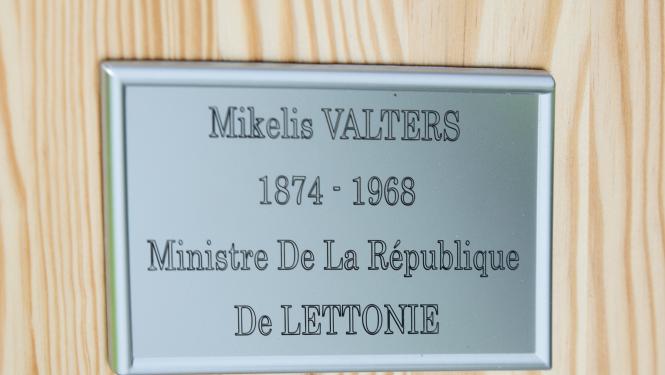 Mikelis VALTERS
1874 - 1968
Ministre De La République
De LETTONIE